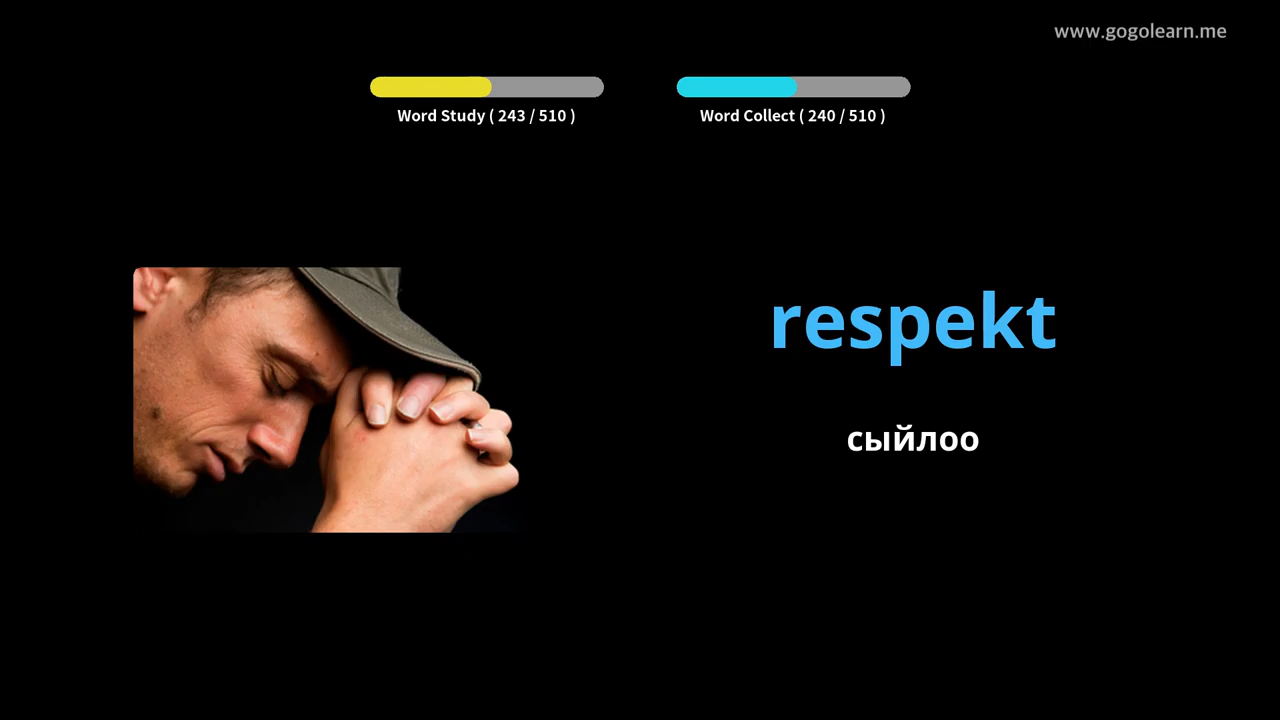 www.gogolearn.me
Word Study ( 243 / 510 )
Word Collect ( 240 / 510 )
respekt
сыйлоо